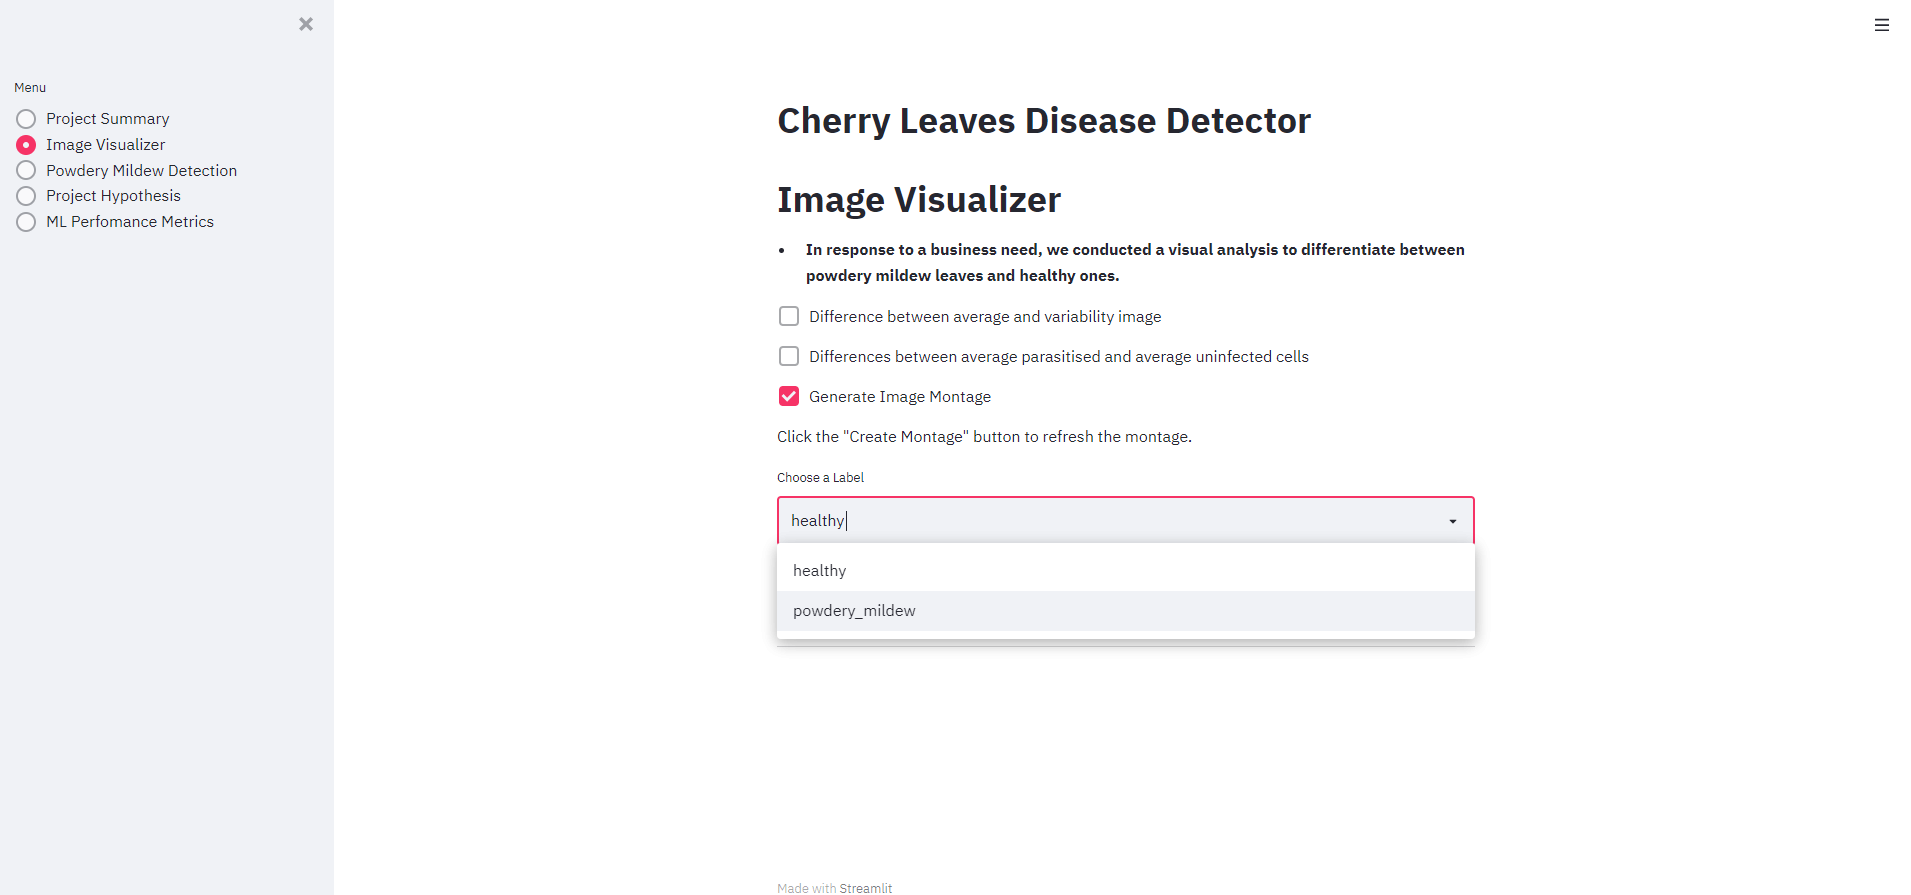 Menu
Project Summary
Image Visualizer
Powdery Mildew Detection
Project Hypothesis
ML Perfomance Metrics
Cherry Leaves Disease Detector
Image Visualizer
• In response to a business need, we conducted a visual analysis to differentiate between
powdery mildew leaves and healthy ones.
Difference between average and variability image
Differences between average parasitised and average uninfected cells
Generate Image Montage
Click the "Create Montage" button to refresh the montage.
Choose a Label
healthy
healthy
powdery_mildew
Made with Streamlit